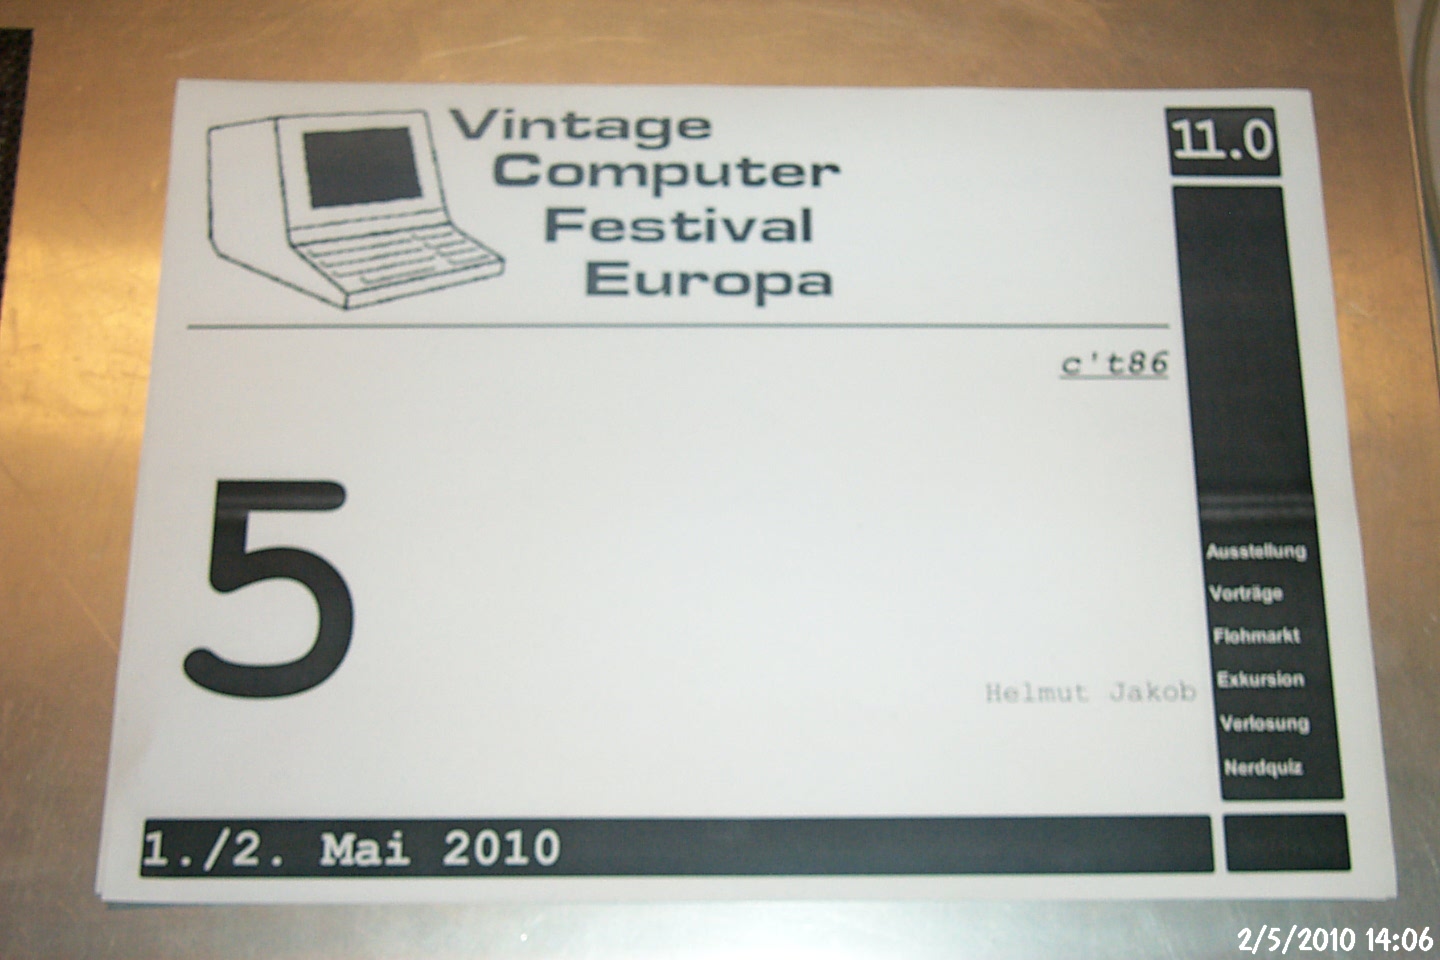 Vintage
Computer
Festival
Europa
11.0
c't86
5
Helmut Jakob
Ausstellung
Vorträge
Flohmarkt
Exkursion
Verlosung
Nerdquiz
1./2. Mai 2010
2/5/2010 14:06